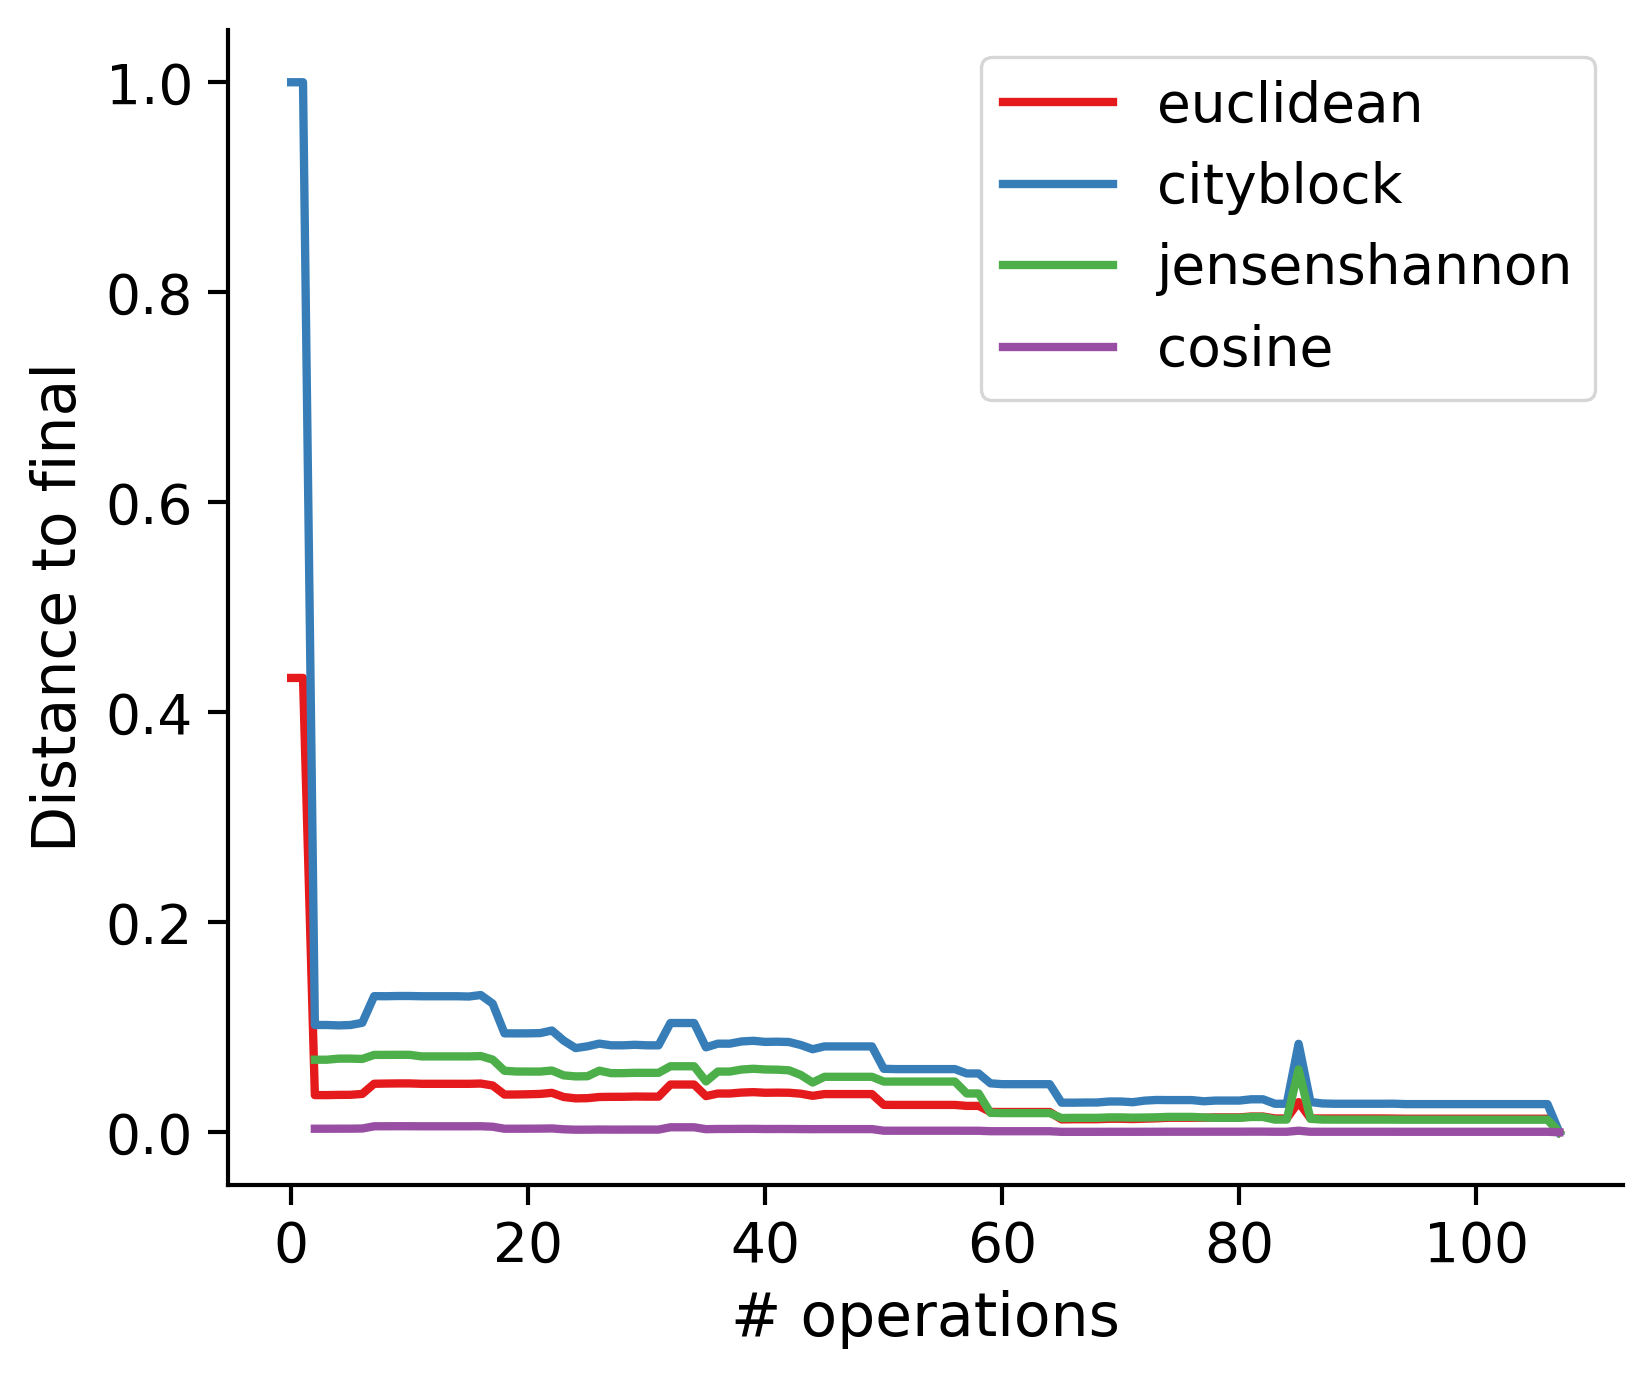 1.0
0.8
0.6
0.4
0.2
0.0
Distance to final
0 20 40 60 80 100
# operations
euclidean
cityblock
jensenshannon
cosine